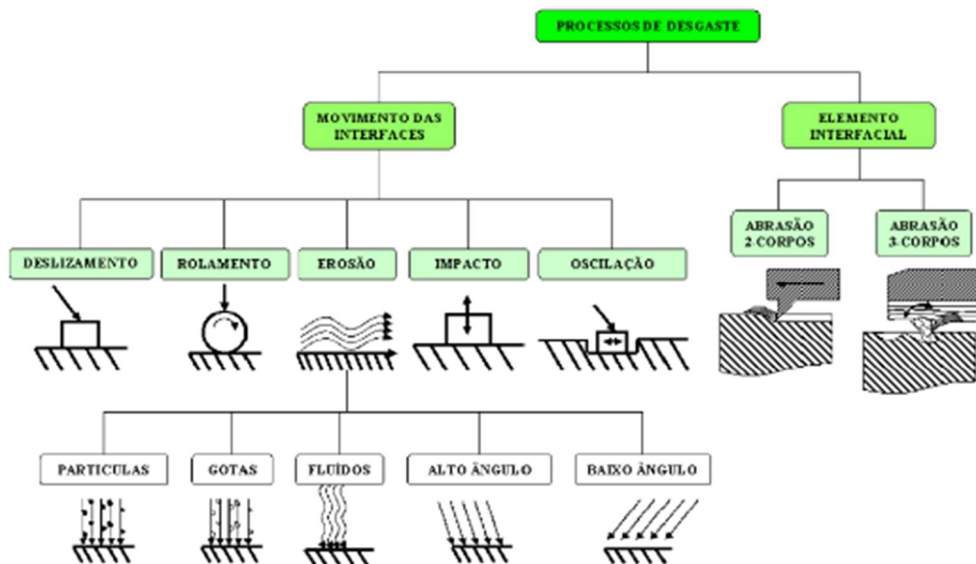 PROCESSOS DE DESGASTE
MOVIMENTO DAS
INTERFACES
ELEMENTO
INTERFACIAL
ABRASÃO
2-CORPOS
ABRASÃO
3-CORPOS
DESLIZAMENTO
ROLAMENTO
EROSÃO
IMPACTO
OSCILAÇÃO
PARTICULAS
GOTAS
FLUÍDOS
ALTO ÂNGULO
BAIXO ÂNGULO